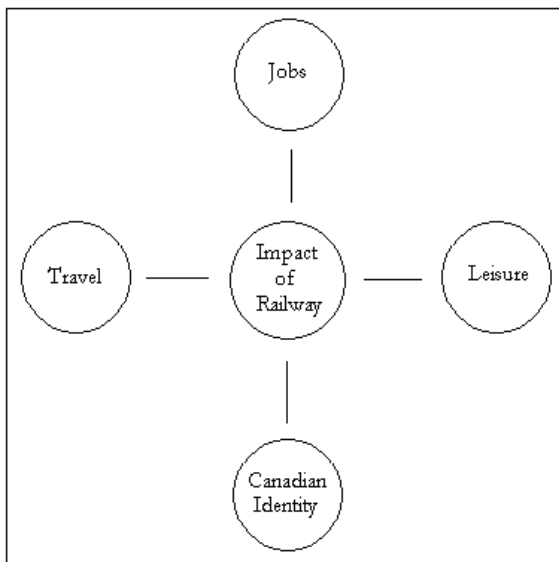 Jobs
Travel
Impact
of
Railway
Leisure
Canadian
Identity